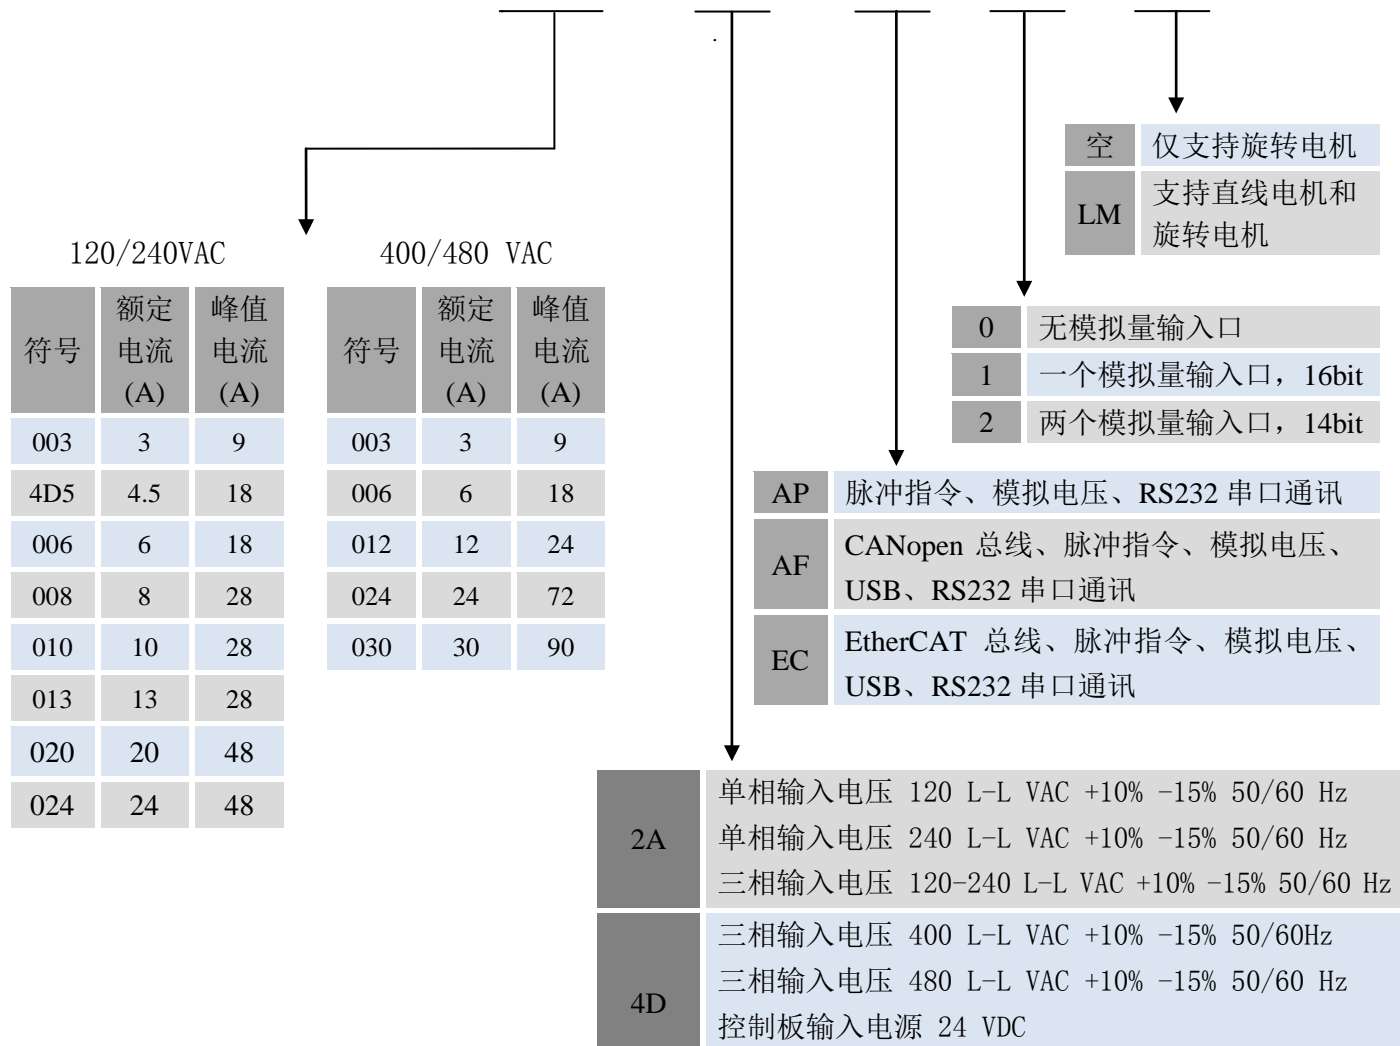 空 仅支持旋转电机
LM 支持直线电机和
旋转电机
120/240VAC
符号 额定电流(A) 峰值电流(A)
003 3 9
4D5 4.5 18
006 6 18
008 8 28
010 10 28
013 13 28
020 20 48
024 24 48
400/480 VAC
符号 额定电流(A) 峰值电流(A)
003 3 9
006 6 18
012 12 24
024 24 72
030 30 90
0 无模拟量输入口
1 一个模拟量输入口，16bit
2 两个模拟量输入口，14bit
AP 脉冲指令、模拟电压、RS232 串口通讯
AF CANopen 总线、脉冲指令、模拟电压、
USB、RS232 串口通讯
EC EtherCAT 总线、脉冲指令、模拟电压、
USB、RS232 串口通讯
2A 单相输入电压 120 L-L VAC +10% -15% 50/60 Hz
单相输入电压 240 L-L VAC +10% -15% 50/60 Hz
三相输入电压 120-240 L-L VAC +10% -15% 50/60 Hz
4D 三相输入电压 400 L-L VAC +10% -15% 50/60Hz
三相输入电压 480 L-L VAC +10% -15% 50/60 Hz
控制板输入电源 24 VDC